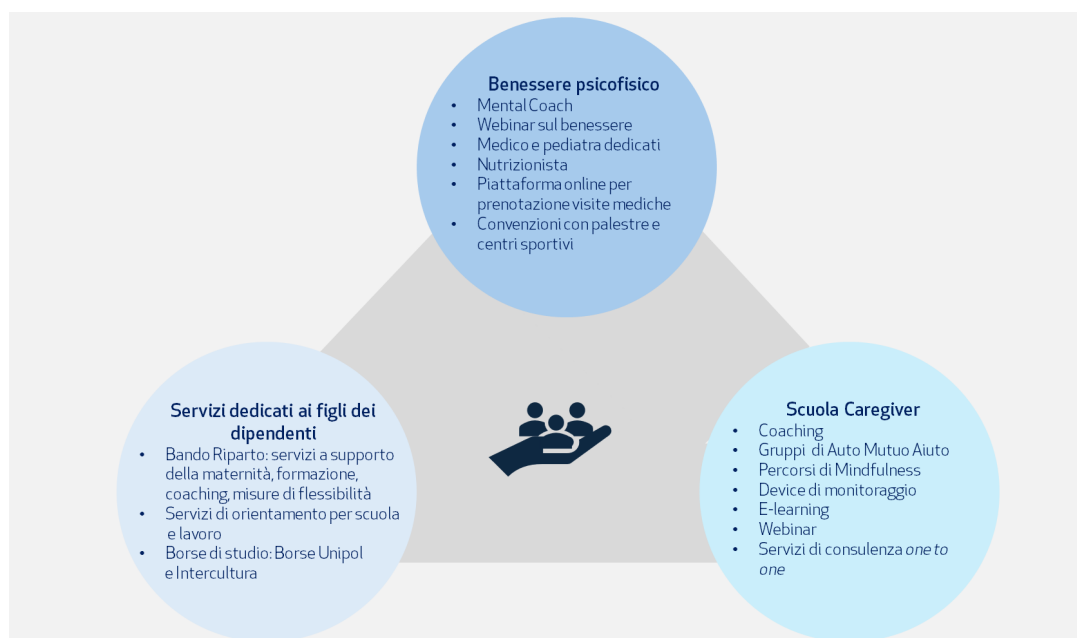 Benessere psicofisico
• Mental Coach
• Webinar sul benessere
• Medico e pediatra dedicati
• Nutrizionista
• Piattaforma online per
prenotazione visite mediche
• Convenzioni con palestre e
centri sportivi
Servizi dedicati ai figli dei
dipendenti
• Bando Riparto: servizi a supporto
della maternità, formazione,
coaching, misure di flessibilità
• Servizi di orientamento per scuola
e lavoro
• Borse di studio: Borse Unipol
e Intercultura
Scuola Caregiver
• Coaching
• Gruppi di Auto Mutuo Aiuto
• Percorsi di Mindfulness
• Device di monitoraggio
• E-learning
• Webinar
• Servizi di consulenza one to
one